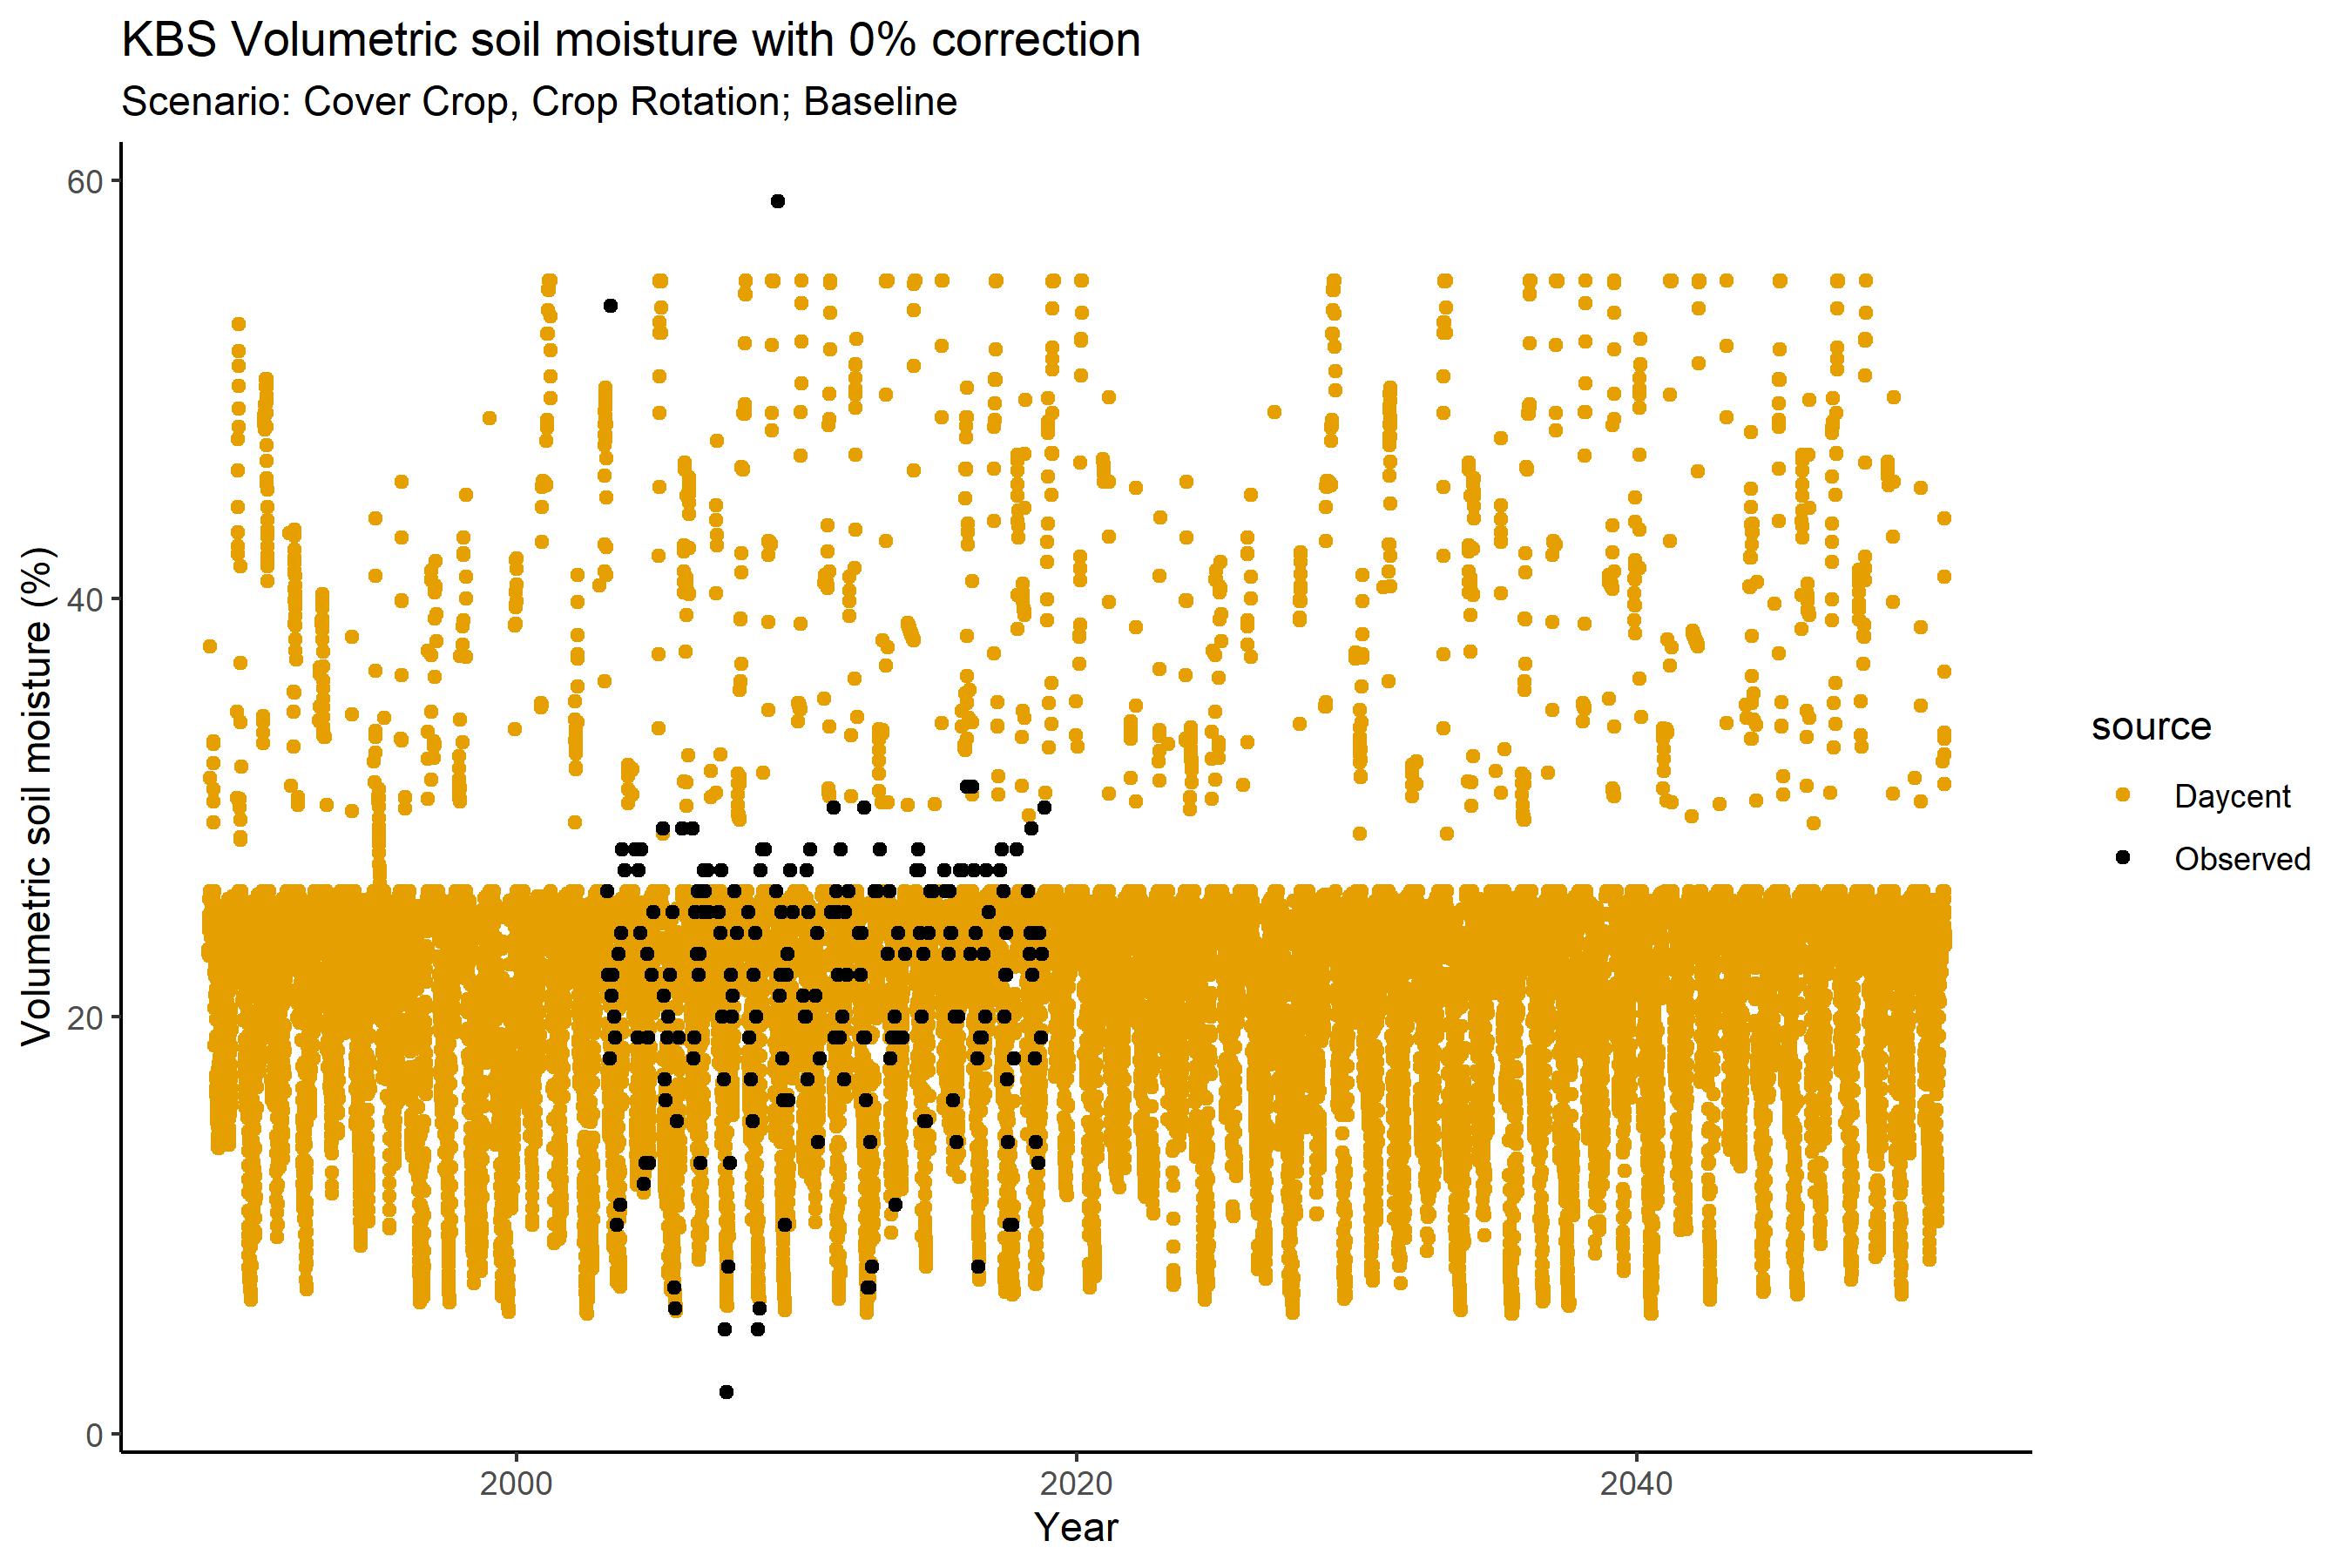 KBS Volumetric soil moisture with 0% correction
Scenario: Cover Crop, Crop Rotation; Baseline
Volumetric soil moisture (%)
60
40
20
0
2000
2020
2040
Year
source
Daycent
Observed